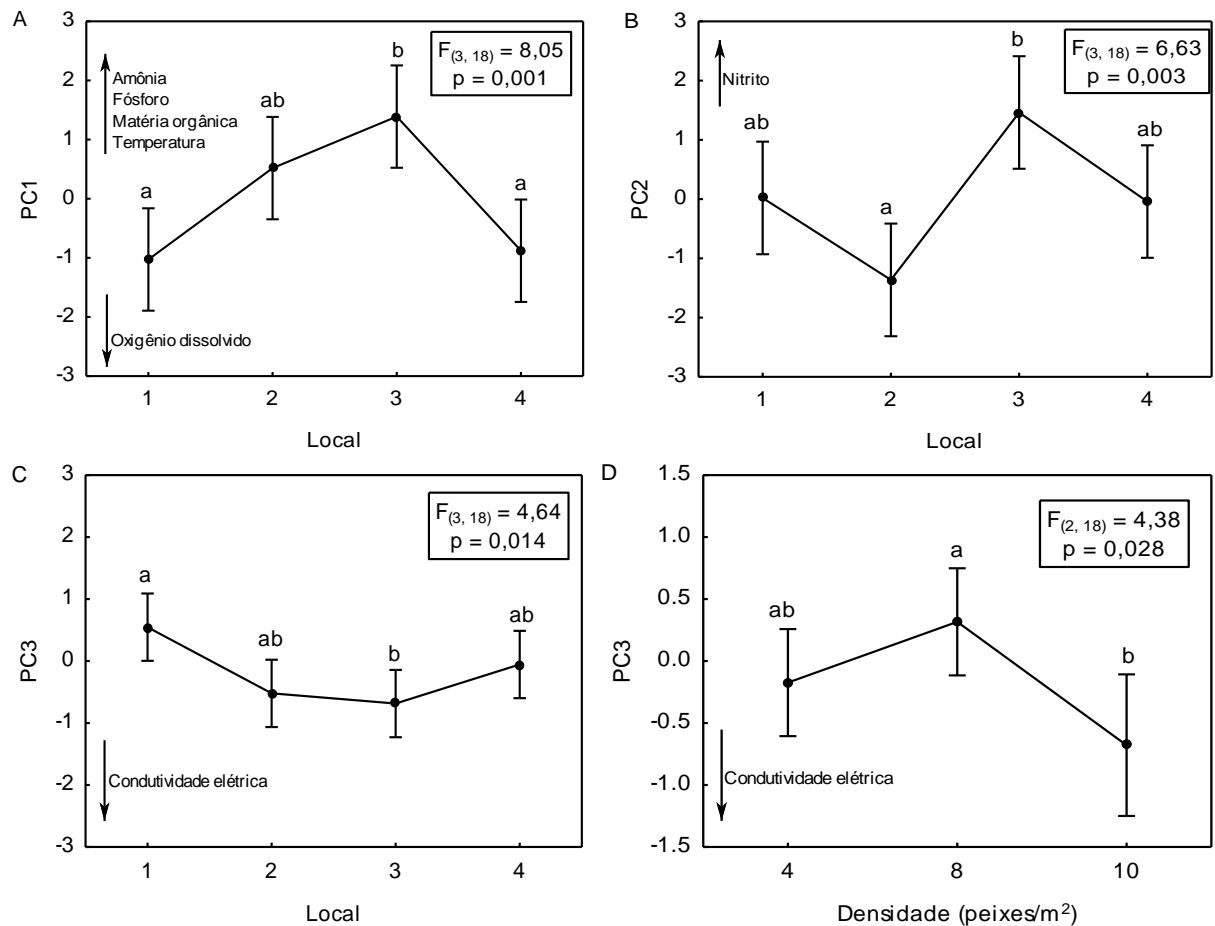 A
3
2
1
0
-1
-2
-3
PC1
Amônia
Fósforo
Matéria orgânica
Temperatura
Oxigênio dissolvido
a
ab
b
a
F(3, 18) = 8,05
p = 0,001
1 2 3 4
Local
B
3
2
1
0
-1
-2
-3
PC2
Nitrito
ab
a
b
ab
F(3, 18) = 6,63
p = 0,003
1 2 3 4
Local
C
3
2
1
0
-1
-2
-3
PC3
a
ab
b
ab
F(3, 18) = 4,64
p = 0,014
Condutividade elétrica
1 2 3 4
Local
D
1.5
1.0
0.5
0.0
-0.5
-1.0
-1.5
PC3
ab
a
b
F(2, 18) = 4,38
p = 0,028
Condutividade elétrica
4 8 10
Densidade (peixes/m²)